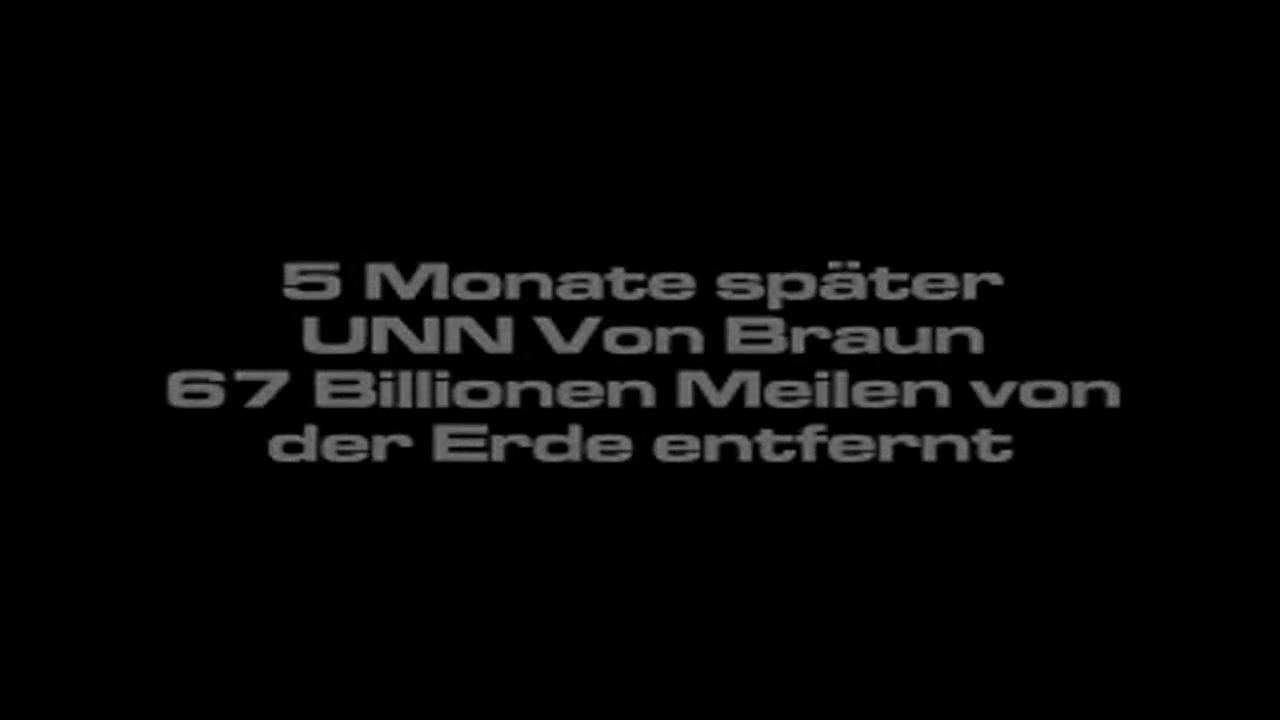 5 Monate später
UNN Von Braun
67 Billionen Meilen von
der Erde entfernt